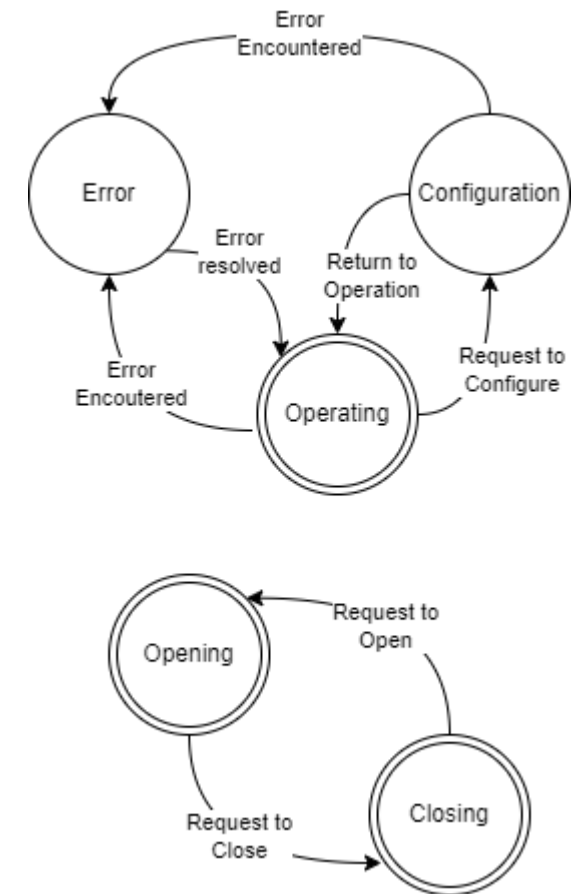 Error
Encountered
Error
Configuration
Error
resolved
Return to
Operation
Error
Encoutered
Request to
Configure
Operating
Request to
Open
Opening
Closing
Request to
Close